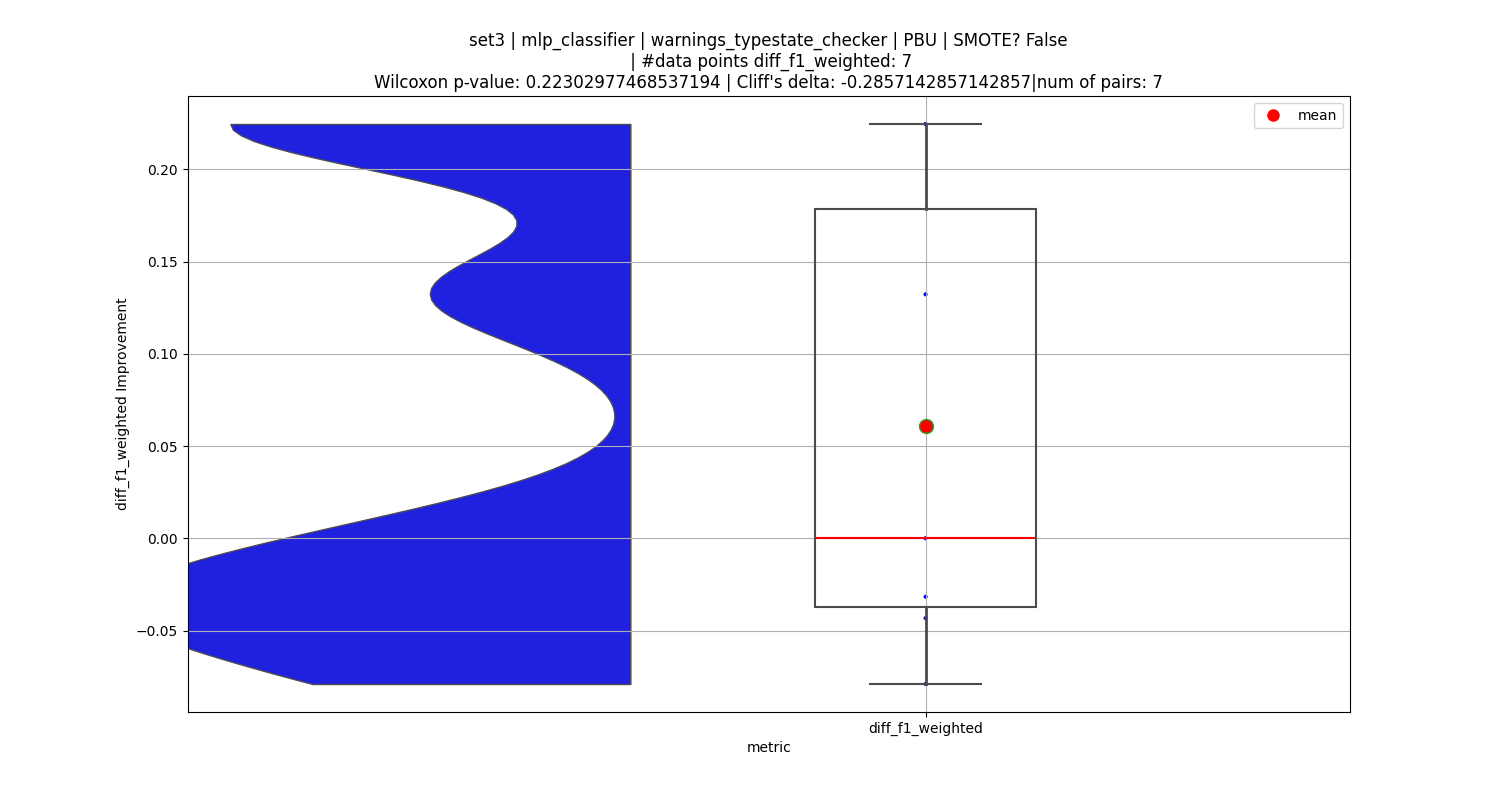 set3 | mlp_classifier | warnings_typestate_checker | PBU | SMOTE? False
| #data points diff_f1_weighted: 7
Wilcoxon p-value: 0.22302977468537194 | Cliff's delta: -0.2857142857142857|num of pairs: 7
mean
0.20
0.15
0.10
0.05
0.00
−0.05
diff_f1_weighted Improvement
diff_f1_weighted
metric